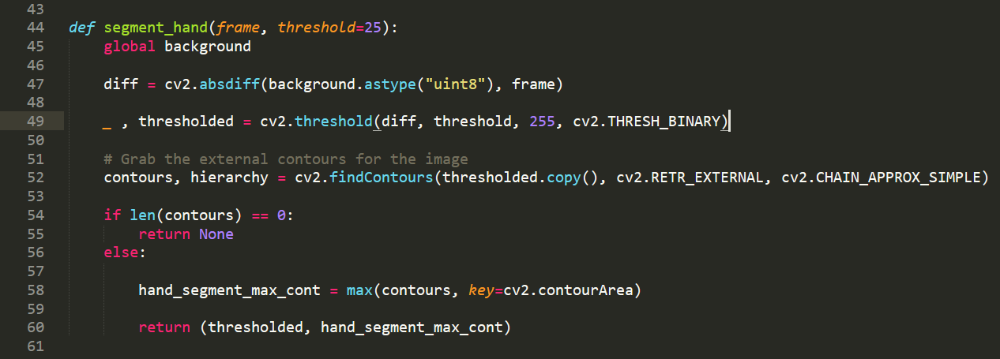 43
44 def segment_hand(frame, threshold=25):
45     global background
46
47     diff = cv2.absdiff(background.astype("uint8"), frame)
48
49     _ , thresholded = cv2.threshold(diff, threshold, 255, cv2.THRESH_BINARY)
50
51     # Grab the external contours for the image
52     contours, hierarchy = cv2.findContours(thresholded.copy(), cv2.RETR_EXTERNAL, cv2.CHAIN_APPROX_SIMPLE)
53
54     if len(contours) == 0:
55         return None
56     else:
57
58         hand_segment_max_cont = max(contours, key=cv2.contourArea)
59
60         return (thresholded, hand_segment_max_cont)
61